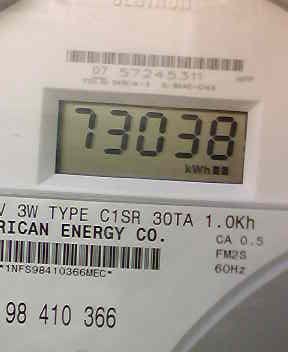 07 57245311
73038
kWh
V 3W TYPE C1SR 30TA 1.0Kh
RICAN ENERGY CO.
CA 0.5
FM2S
60Hz
*1NFS98410366MEC*
98 410 366